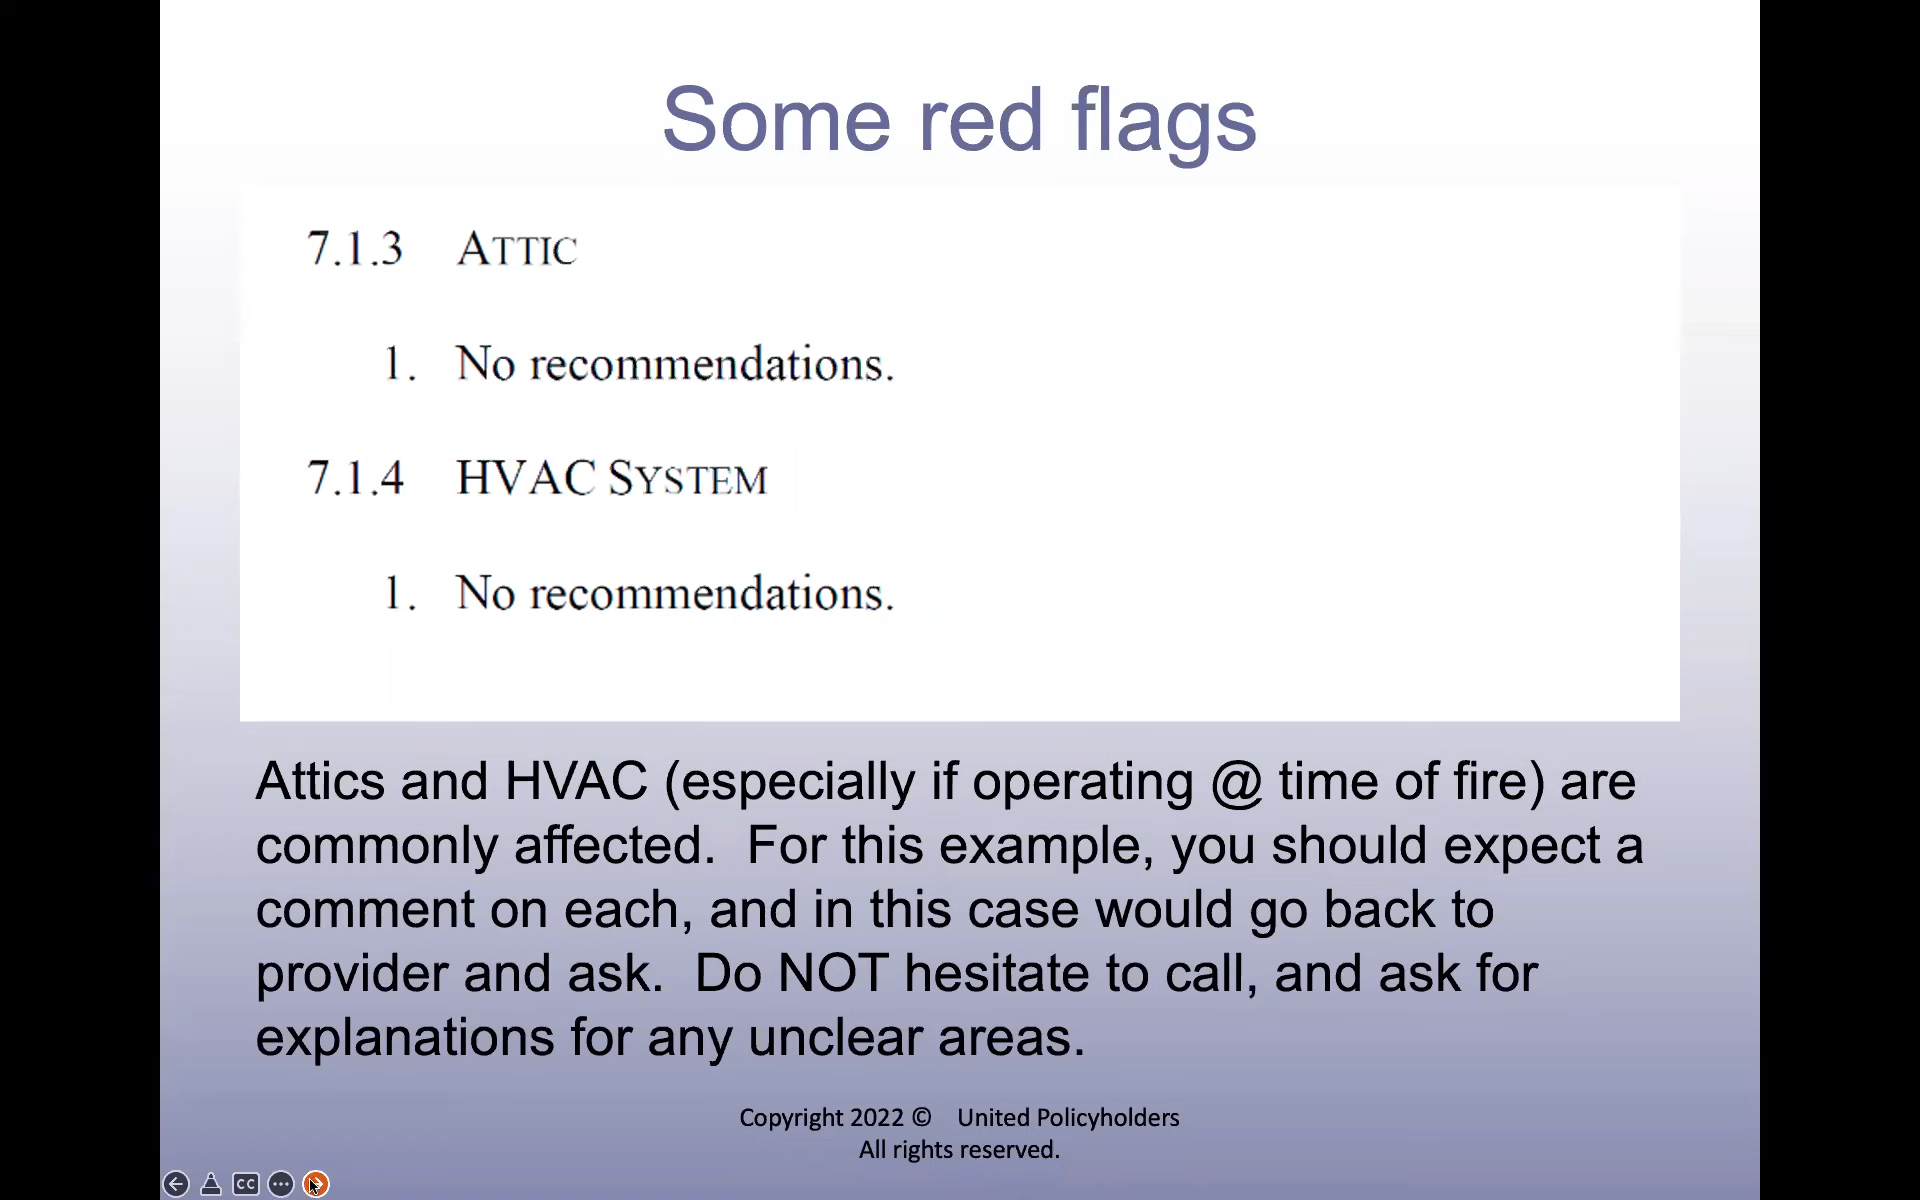 Some red flags
7.1.3 ATTIC
1. No recommendations.
7.1.4 HVAC SYSTEM
1. No recommendations.
Attics and HVAC (especially if operating @ time of fire) are
commonly affected.  For this example, you should expect a
comment on each, and in this case would go back to
provider and ask.  Do NOT hesitate to call, and ask for
explanations for any unclear areas.
Copyright 2022 © United Policyholders
All rights reserved.
CC